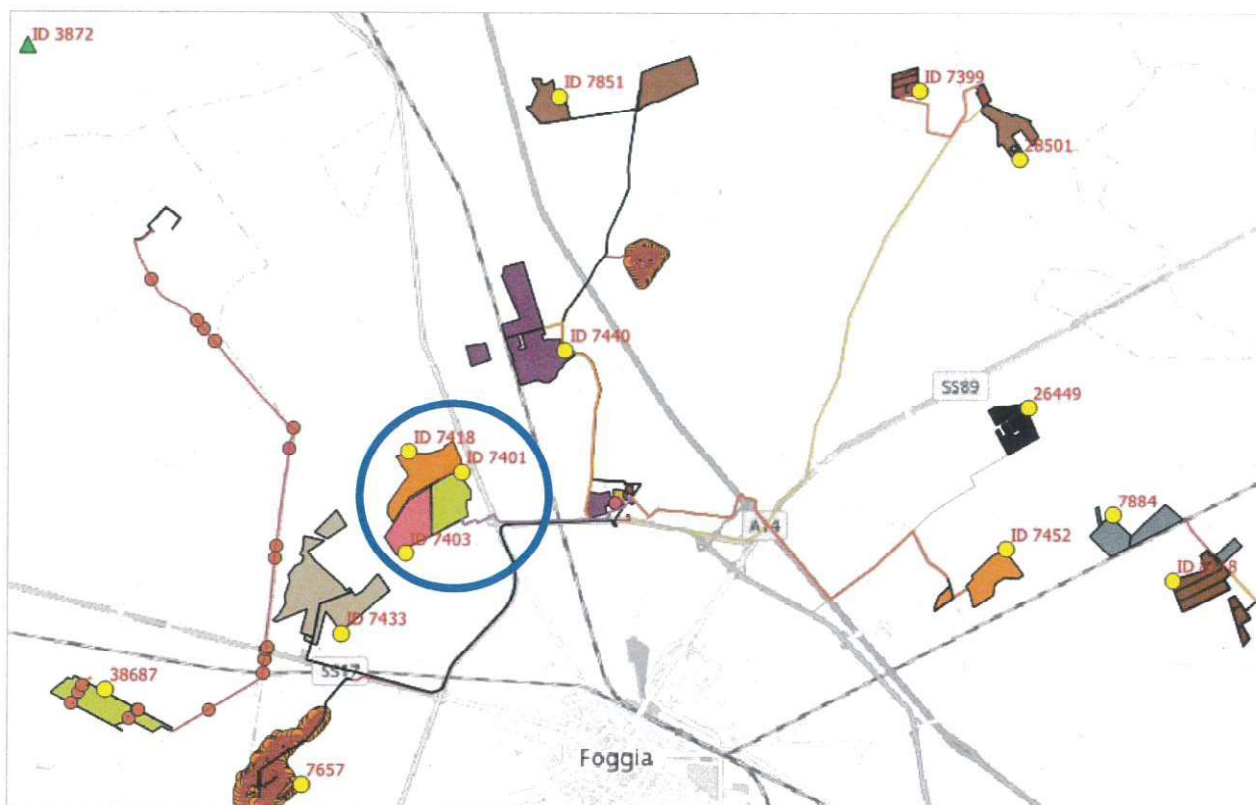 ID 3872
ID 7851
ID 7399
28501
ID 7440
SS89
26449
ID 7418
ID 7401
7884
A14
ID 7452
ID 7403
ID 7433
SS17
38687
7657
Foggia